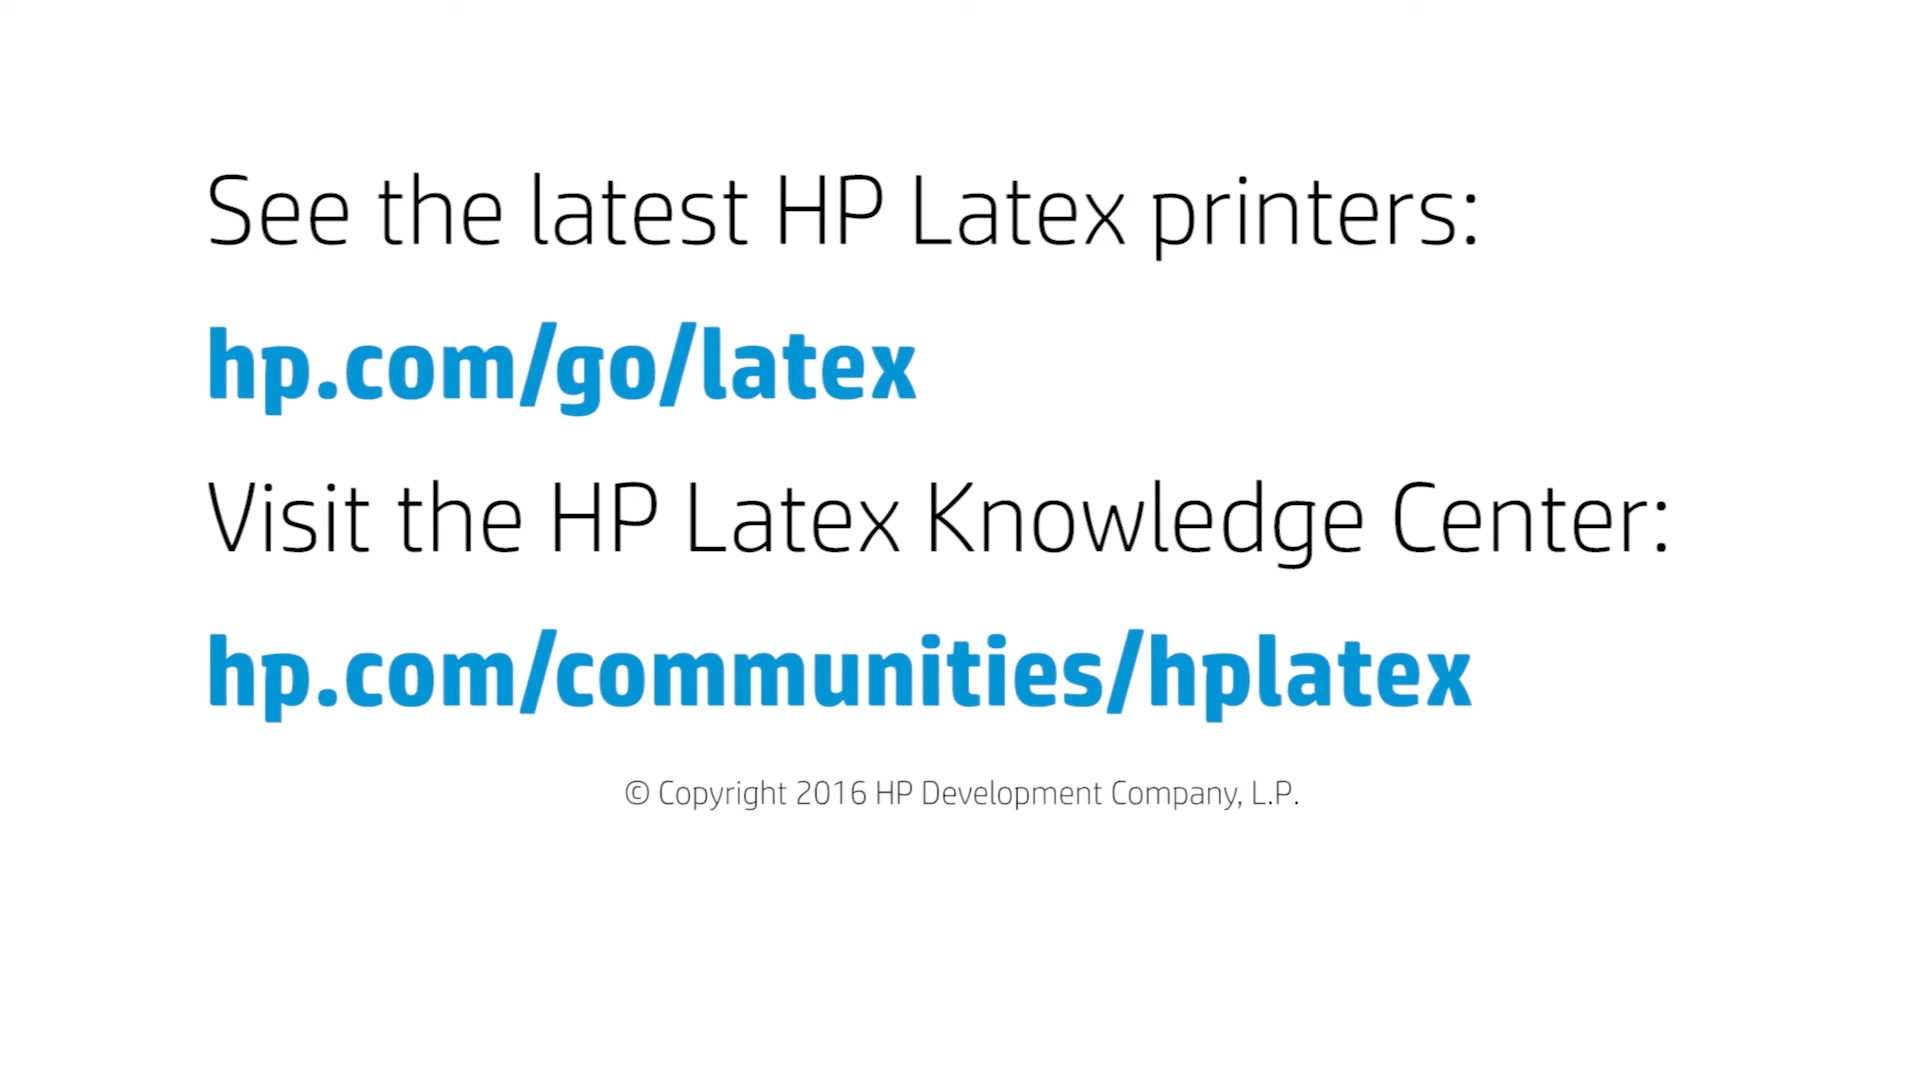 See the latest HP Latex printers:
hp.com/go/latex
Visit the HP Latex Knowledge Center:
hp.com/communities/hplatex
© Copyright 2016 HP Development Company, L.P.